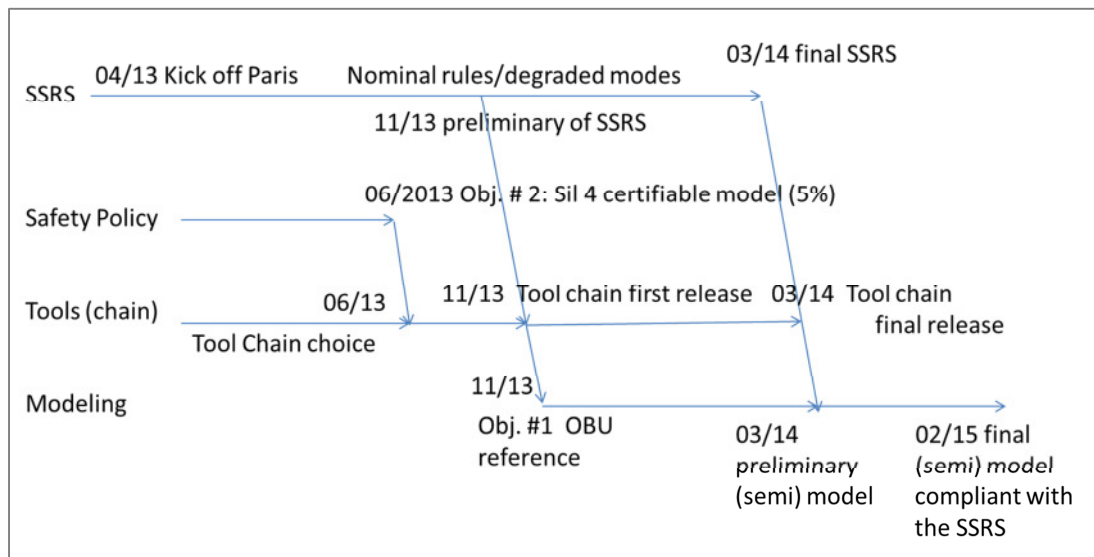 03/14 final SSRS
04/13 Kick off Paris
Nominal rules/degraded modes
SSRS
11/13 preliminary of SSRS
06/2013 Obj. # 2: Sil 4 certifiable model (5%)
Safety Policy
Tools (chain)
06/13
11/13 Tool chain first release
03/14 Tool chain
final release
Tool Chain choice
Modeling
11/13
Obj. #1 OBU
reference
03/14
preliminary
(semi) model
02/15 final
(semi) model
compliant with
the SSRS